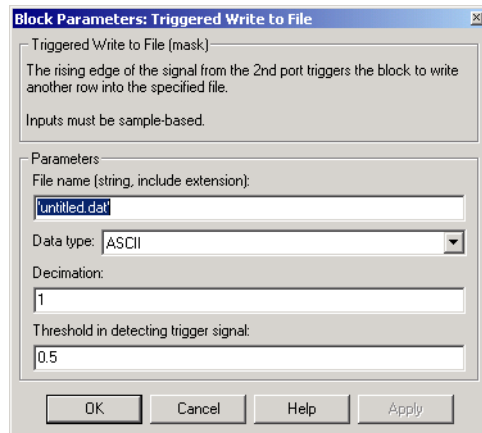 Block Parameters: Triggered Write to File
Triggered Write to File (mask)
The rising edge of the signal from the 2nd port triggers the block to write
another row into the specified file.
Inputs must be sample-based.
Parameters
File name (string, include extension):
'untitled.dat'
Data type: ASCII
Decimation:
1
Threshold in detecting trigger signal:
0.5
OK Cancel Help Apply